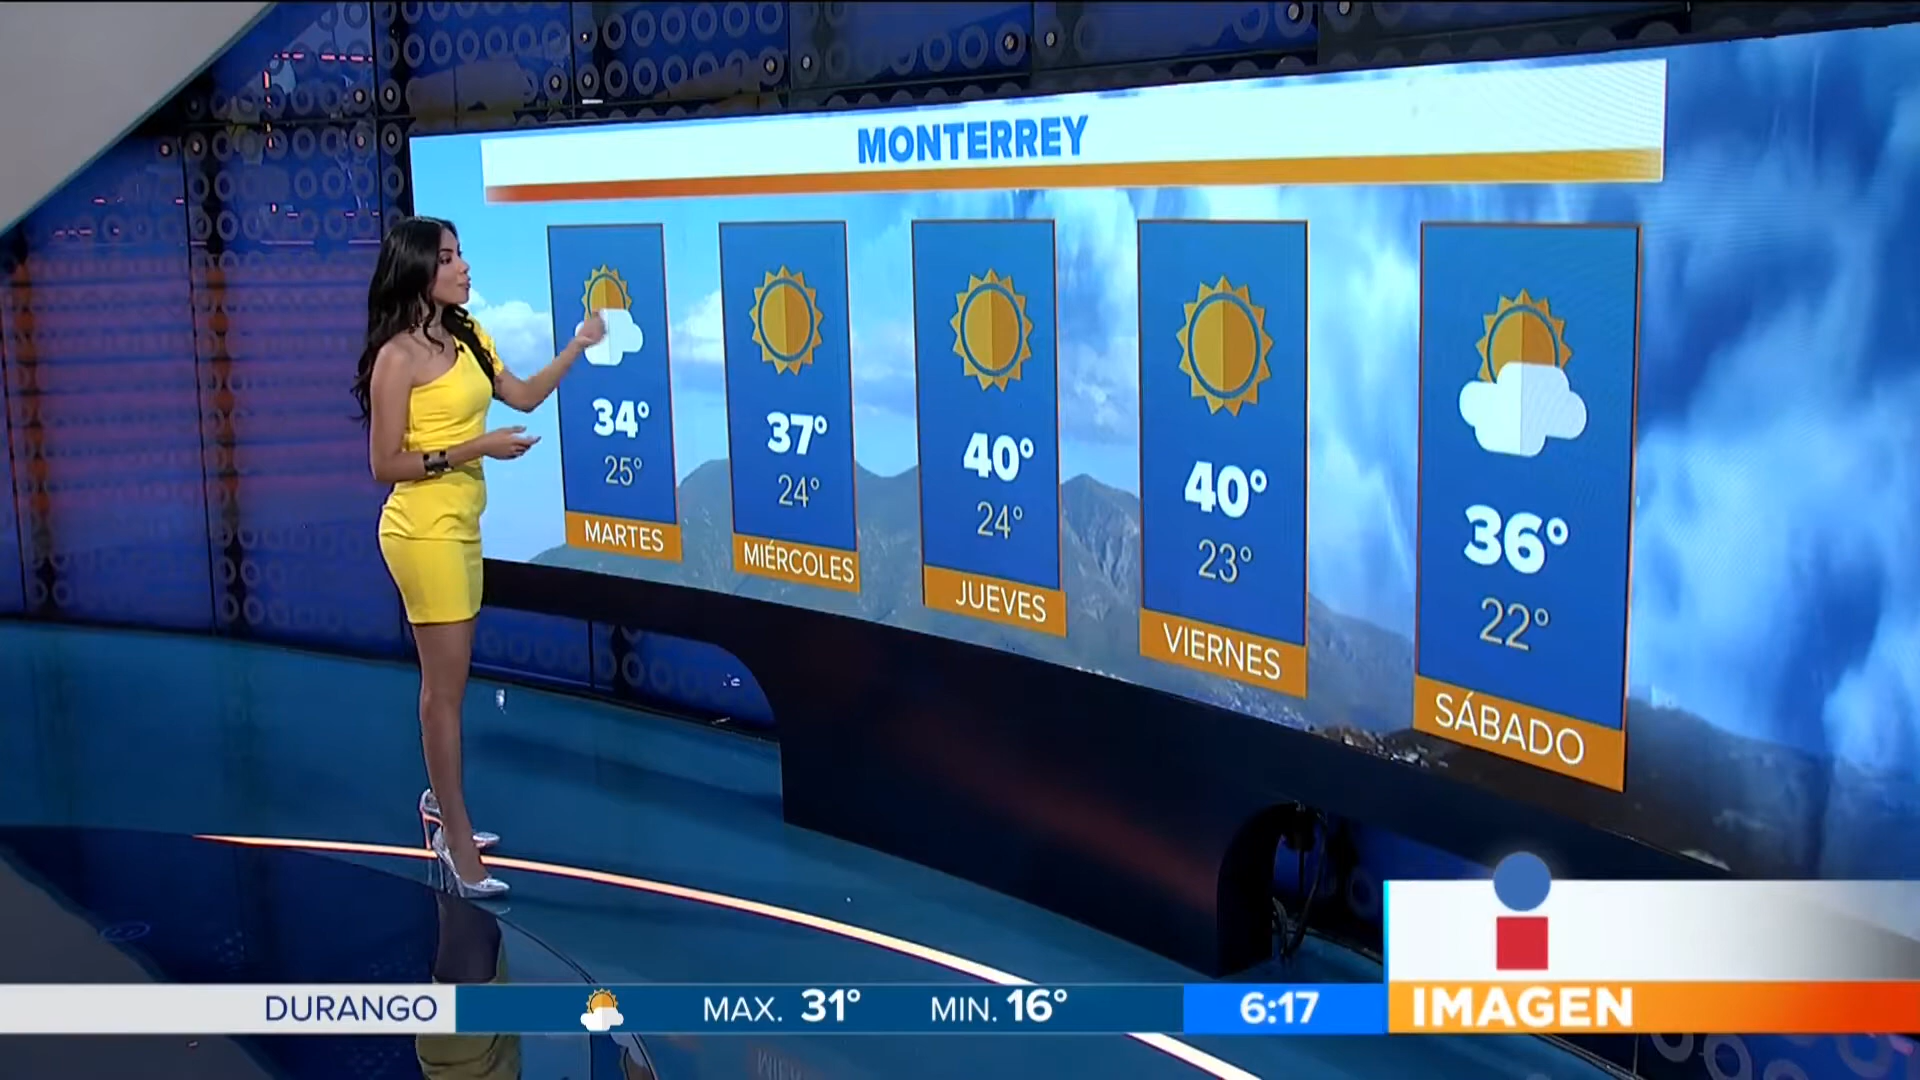 MONTERREY
34°
25°
MARTES
37°
24°
MIÉRCOLES
40°
24°
JUEVES
40°
23°
VIERNES
36°
22°
SÁBADO
DURANGO MAX. 31° MIN. 16° 6:17
IMAGEN